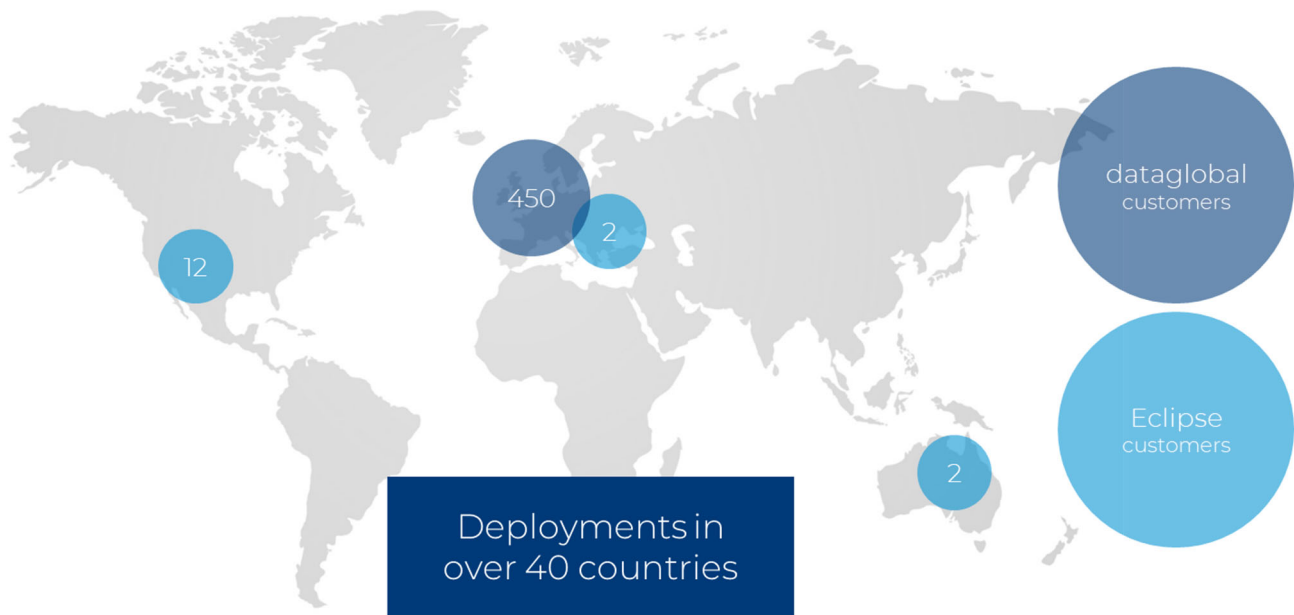 dataglobal
customers
450
2
12
Eclipse
customers
2
Deployments in
over 40 countries